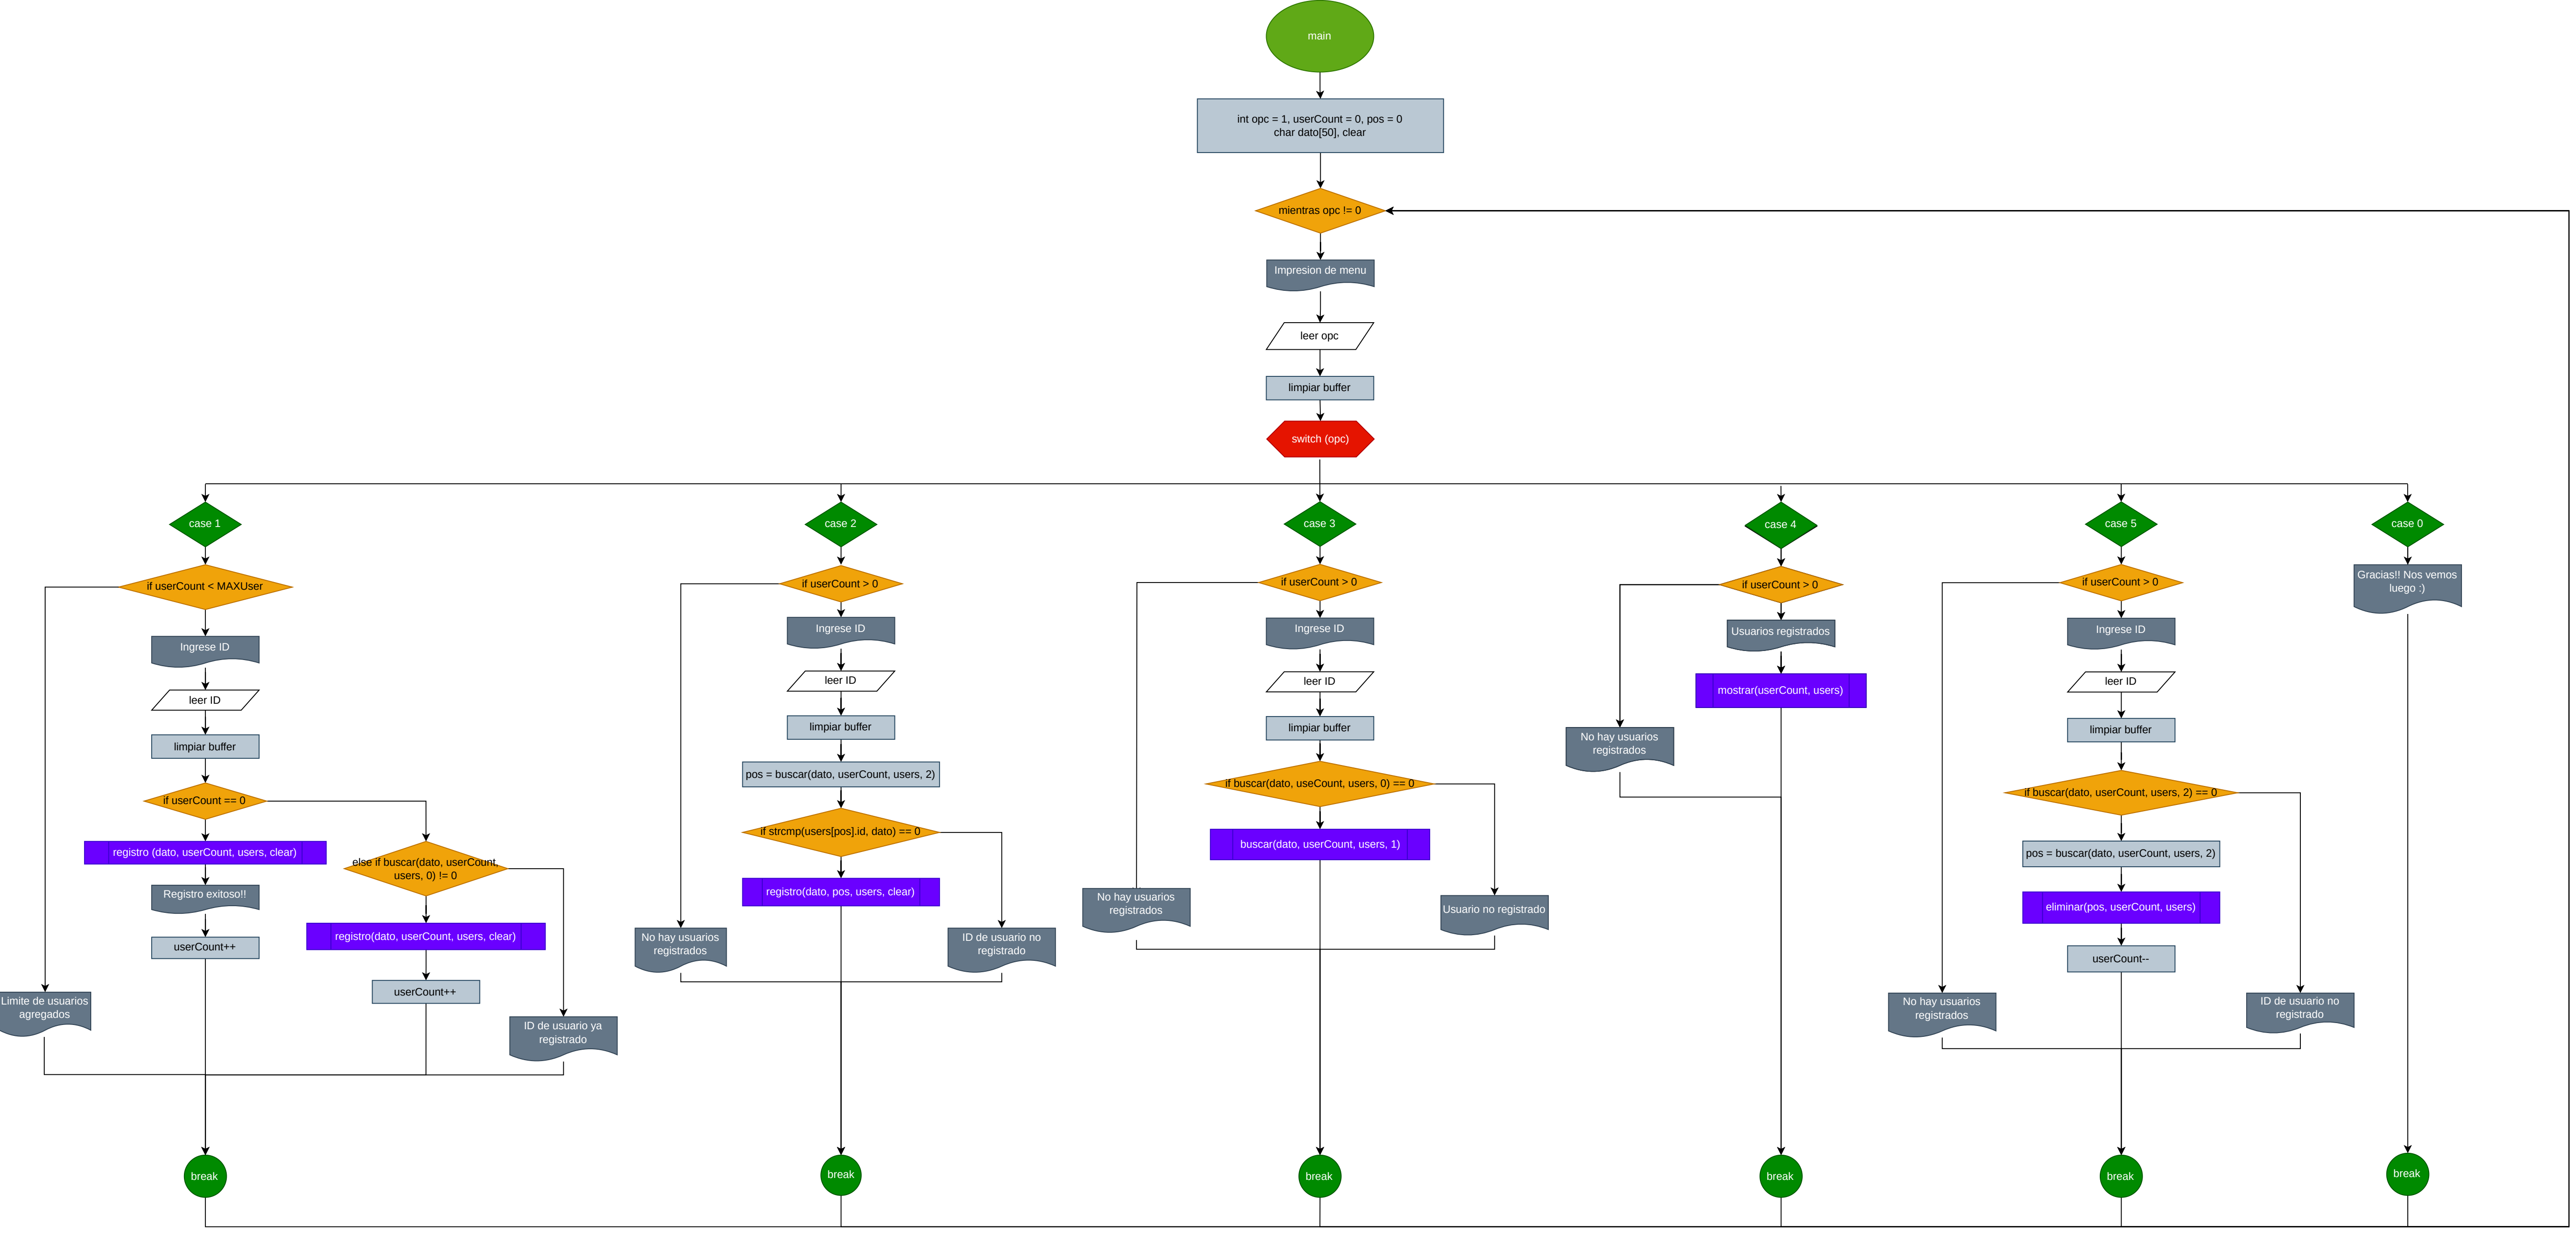 main
int opc = 1, userCount = 0, pos = 0
char dato[50], clear
mientras opc != 0
Impresion de menu
leer opc
limpiar buffer
switch (opc)
case 1
if userCount < MAXUser
Ingrese ID
leer ID
limpiar buffer
if userCount == 0
registro (dato, userCount, users, clear)
Registro exitoso!!
userCount++
else if buscar(dato, userCount,
users, 0) != 0
registro(dato, userCount, users, clear)
userCount++
ID de usuario ya
registrado
Limite de usuarios
agregados
break
case 2
if userCount > 0
Ingrese ID
leer ID
limpiar buffer
pos = buscar(dato, userCount, users, 2)
if strcmp(users[pos].id, dato) == 0
registro(dato, pos, users, clear)
No hay usuarios
registrados
ID de usuario no
registrado
break
case 3
if userCount > 0
Ingrese ID
leer ID
limpiar buffer
if buscar(dato, useCount, users, 0) == 0
buscar(dato, userCount, users, 1)
No hay usuarios
registrados
Usuario no registrado
break
case 4
if userCount > 0
Usuarios registrados
mostrar(userCount, users)
No hay usuarios
registrados
break
case 5
if userCount > 0
Ingrese ID
leer ID
limpiar buffer
if buscar(dato, userCount, users, 2) == 0
pos = buscar(dato, userCount, users, 2)
eliminar(pos, userCount, users)
userCount--
No hay usuarios
registrados
ID de usuario no
registrado
break
case 0
Gracias!! Nos vemos
luego :)
break